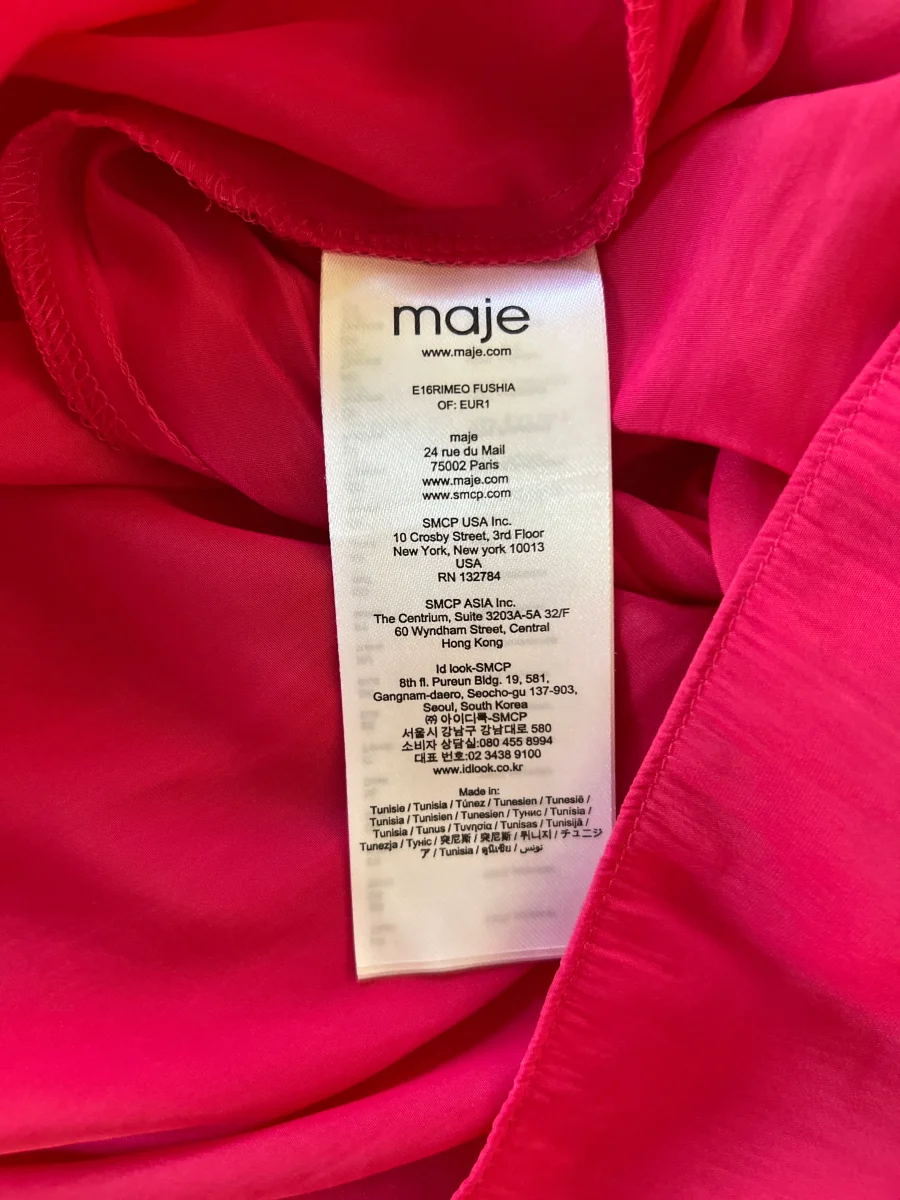 maje
www.maje.com
E16RIMEO FUSHIA
OF: EUR1
maje
24 rue du Mail
75002 Paris
www.maje.com
www.smcp.com
SMCP USA Inc.
10 Crosby Street, 3rd Floor
New York, New york 10013
USA
RN 132784
SMCP ASIA Inc.
The Centrium, Suite 3203A-5A 32/F
60 Wyndham Street, Central
Hong Kong
Id look-SMCP
8th fl. Pureun Bldg. 19, 581,
Gangnam-daero, Seocho-gu 137-903,
Seoul, South Korea
㈜ 아이디룩-SMCP
서울시 강남구 강남대로 580
소비자 상담실:080 455 8994
대표 번호:02 3438 9100
www.idlook.co.kr
Made in:
Tunisie / Tunisia / Túnez / Tunesien / Tunesië /
Tunisia / Tunisien / Tunesien / Тунис / Tunísia /
Tunisia / Tunus / Τυνησία / Tunisas / Tunisijā /
Tunezja / Туніс / 突尼斯 / 突尼斯 / 튀니지 / チュニジ
ア / Tunisia / ตูนิเซีย / تونس